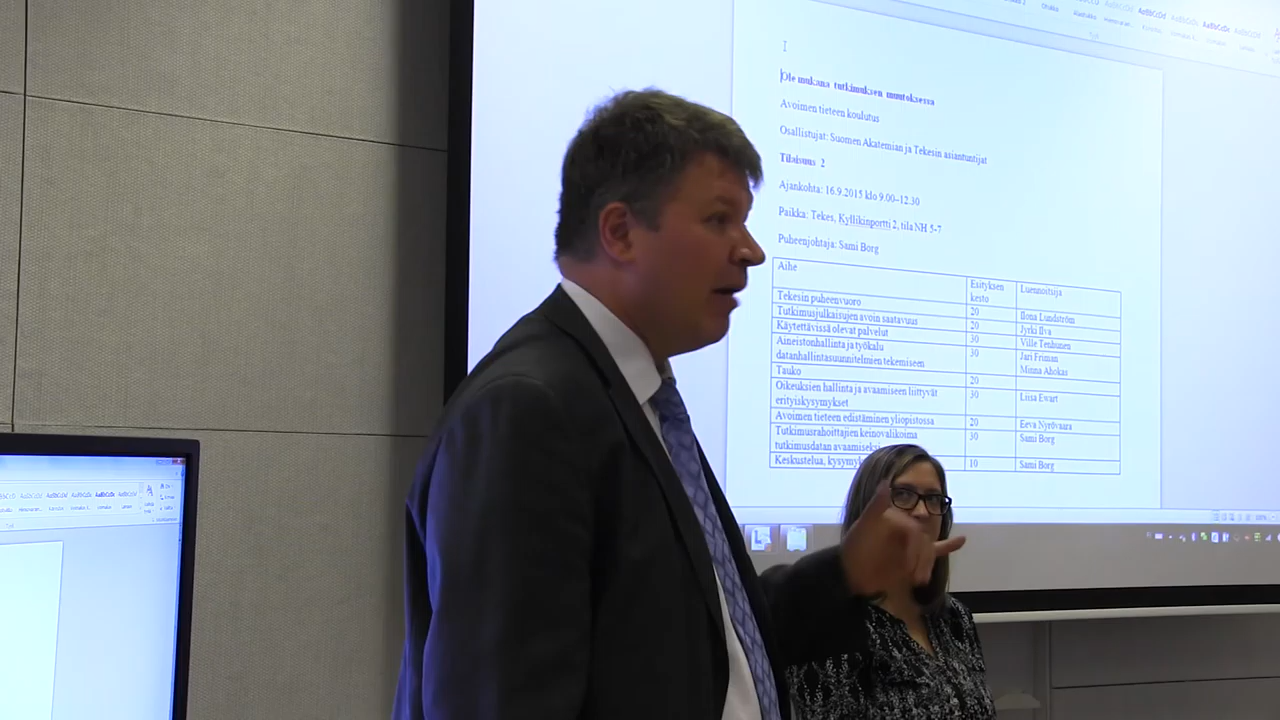 Ole mukana tutkimuksen muutoksessa
Avoimen tieteen koulutus
Osallistujat: Suomen Akatemian ja Tekesin asiantuntijat
Tilaisuus 2
Ajankohta: 16.9.2015 klo 9.00–12.30
Paikka: Tekes, Kyllikinportti 2, tila NH 5-7
Puheenjohtaja: Sami Borg
Aihe Esityksen kesto Luennoitsija
Tekesin puheenvuoro 20 Ilona Lundström
Tutkimusjulkaisujen avoin saatavuus 20 Jyrki Ilva
Käytettävissä olevat palvelut 30 Ville Tenhunen
Aineistonhallinta ja työkalu 30 Jari Friman
datanhallintasuunnitelmien tekemiseen Minna Ahokas
Tauko 20
Oikeuksien hallinta ja avaamiseen liittyvät 30 Liisa Ewart
erityiskysymykset
Avoimen tieteen edistäminen yliopistossa 20 Eeva Nyrövaara
Tutkimusrahoittajien keinovalikoima 30 Sami Borg
tutkimusdatan avaamiseksi
Keskustelua, 10 Sami Borg